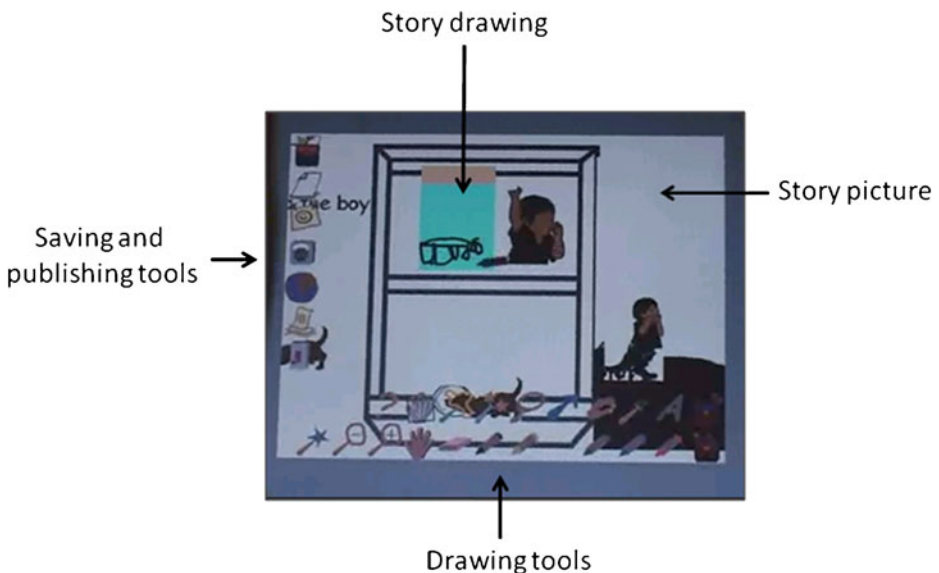 Story drawing
Story picture
the boy
Saving and
publishing tools
Drawing tools